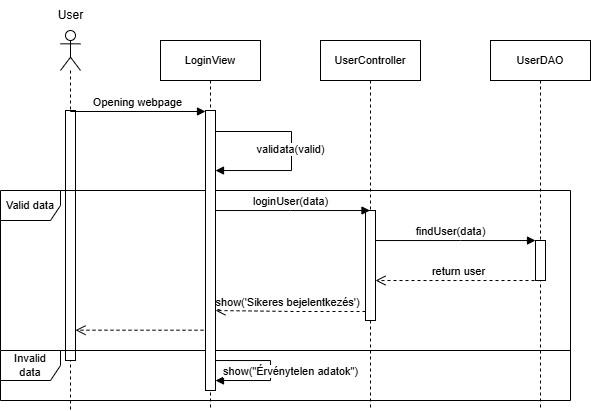 User
LoginView
UserController
UserDAO
Opening webpage
validata(valid)
Valid data
loginUser(data)
findUser(data)
return user
show('Sikeres bejelentkezés')
Invalid
data
show("Érvénytelen adatok")